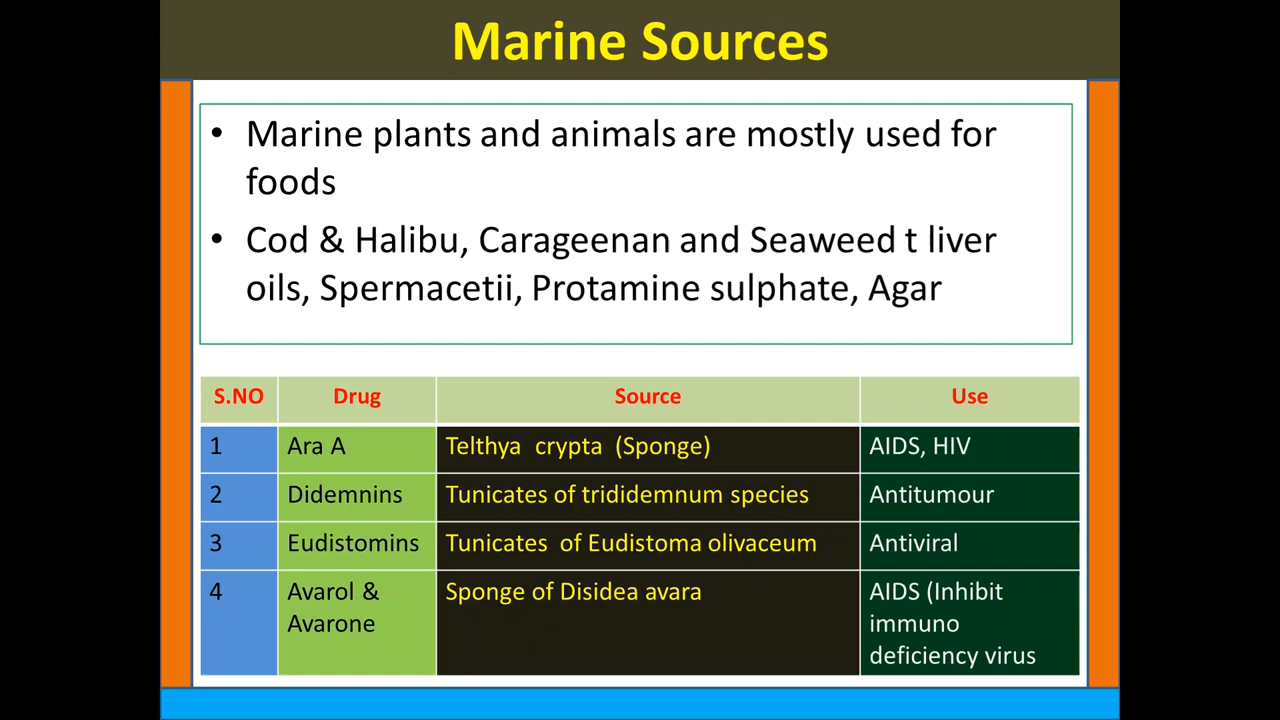 Marine Sources
• Marine plants and animals are mostly used for
foods
• Cod & Halibu, Carageenan and Seaweed t liver
oils, Spermacetii, Protamine sulphate, Agar
S.NO Drug Source Use
1 Ara A Telthya crypta (Sponge) AIDS, HIV
2 Didemnins Tunicates of trididemnum species Antitumour
3 Eudistomins Tunicates of Eudistoma olivaceum Antiviral
4 Avarol & Sponge of Disidea avara AIDS (Inhibit
Avarone immuno
deficiency virus